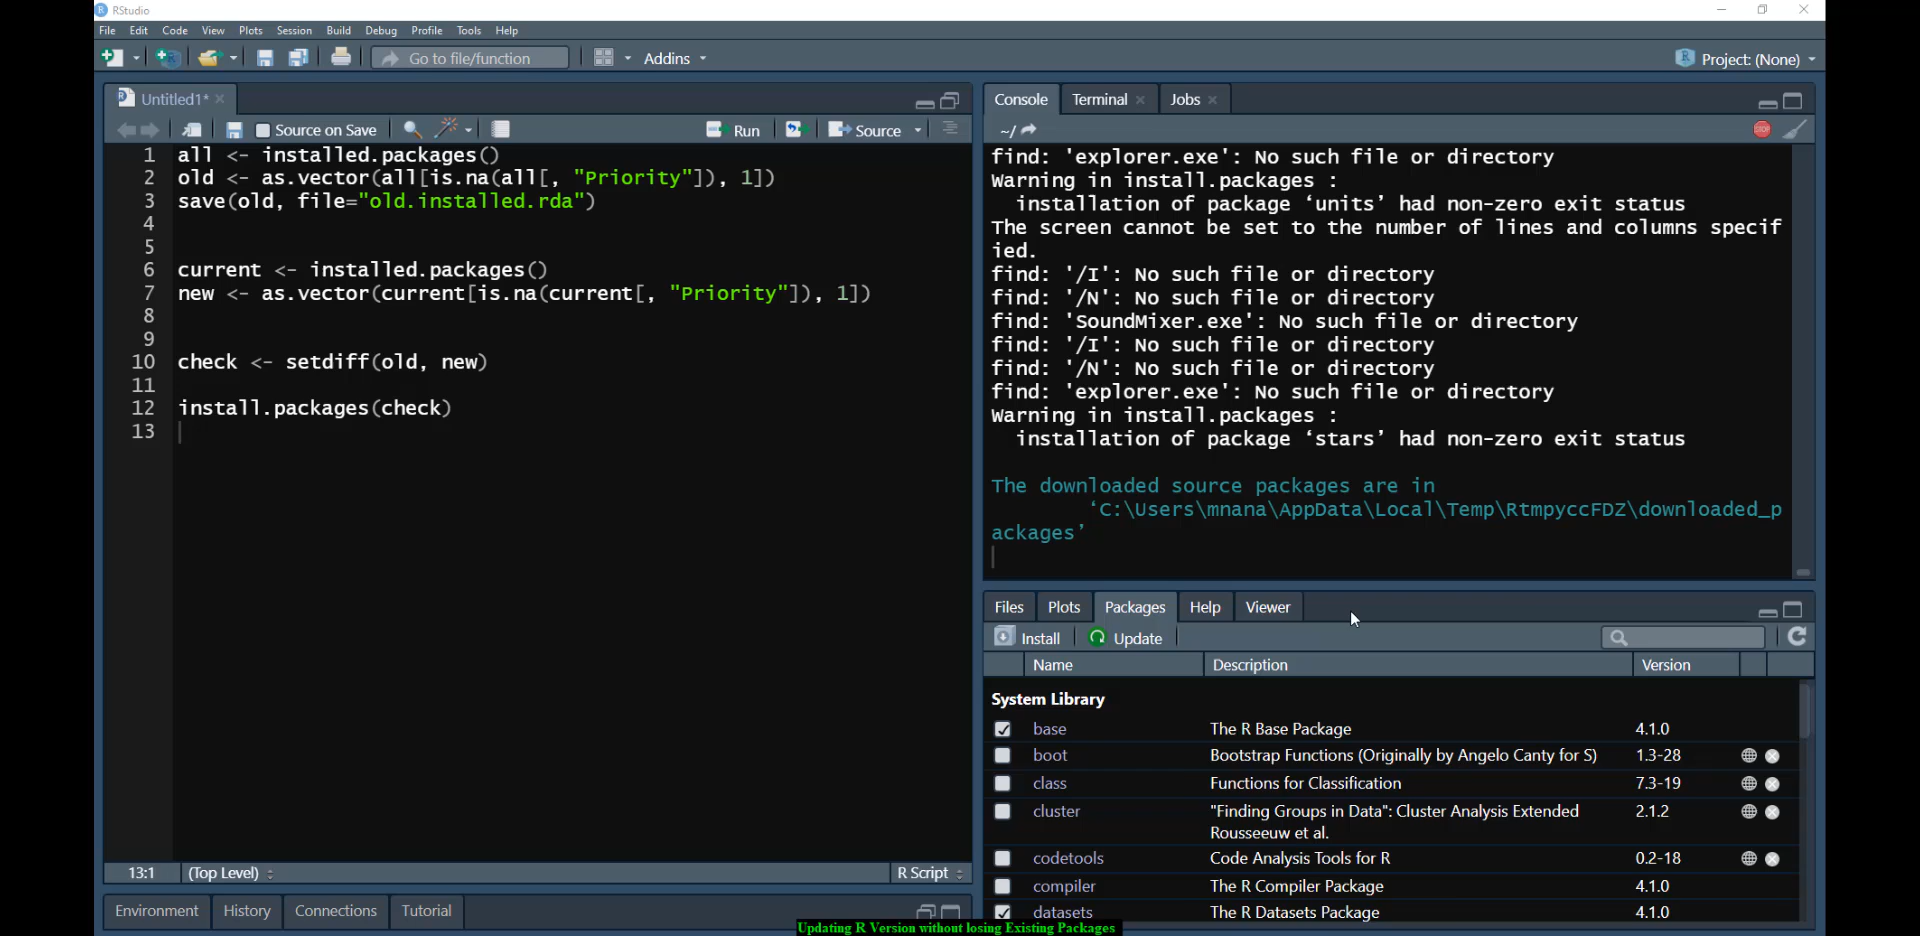 RStudio
File Edit Code View Plots Session Build Debug Profile Tools Help
Go to file/function Addins Project: (None)
Untitled1*
Source on Save Run Source
1 all <- installed.packages()
2 old <- as.vector(all[is.na(all[, "Priority"]), 1])
3 save(old, file="old.installed.rda")
4
5
6 current <- installed.packages()
7 new <- as.vector(current[is.na(current[, "Priority"]), 1])
8
9
10 check <- setdiff(old, new)
11
12 install.packages(check)
13
13:1 (Top Level) R Script
Environment History Connections Tutorial
Console Terminal Jobs
~/
find: 'explorer.exe': No such file or directory
Warning in install.packages :
installation of package ‘units’ had non-zero exit status
The screen cannot be set to the number of lines and columns specif
ied.
find: '/I': No such file or directory
find: '/N': No such file or directory
find: 'SoundMixer.exe': No such file or directory
find: '/I': No such file or directory
find: '/N': No such file or directory
find: 'explorer.exe': No such file or directory
Warning in install.packages :
installation of package ‘stars’ had non-zero exit status
The downloaded source packages are in
‘C:\Users\mnana\AppData\Local\Temp\RtmpyccFDZ\downloaded_p
ackages’
Files Plots Packages Help Viewer
Install Update
Name Description Version
System Library
base The R Base Package 4.1.0
boot Bootstrap Functions (Originally by Angelo Canty for S) 1.3-28
class Functions for Classification 7.3-19
cluster "Finding Groups in Data": Cluster Analysis Extended 2.1.2
Rousseeuw et al.
codetools Code Analysis Tools for R 0.2-18
compiler The R Compiler Package 4.1.0
datasets The R Datasets Package 4.1.0
Updating R Version without losing Existing Packages